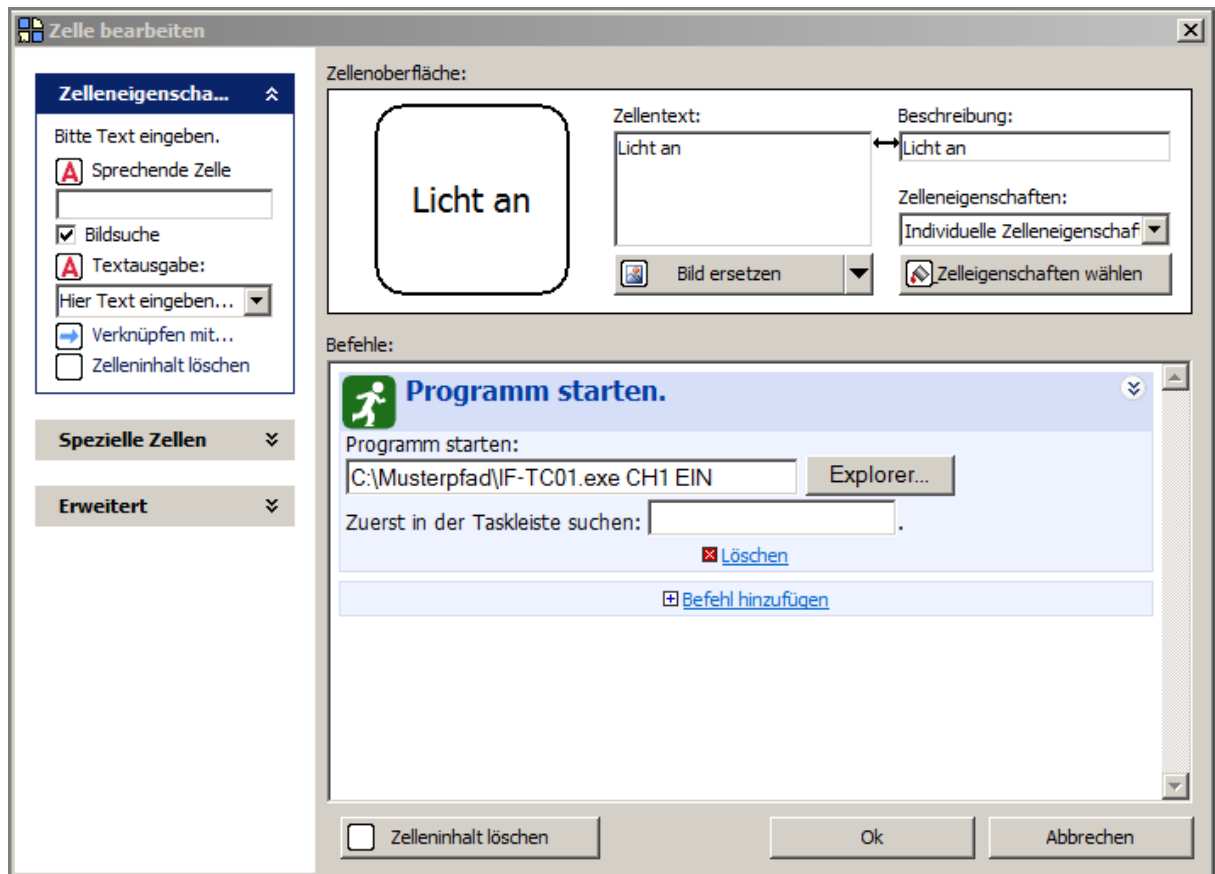 Zelle bearbeiten
Zelleneigenscha...
Bitte Text eingeben.
A Sprechende Zelle
Bildsuche
A Textausgabe:
Hier Text eingeben...
Verknüpfen mit...
Zelleninhalt löschen
Spezielle Zellen
Erweitert
Zellenoberfläche:
Licht an
Zellentext:
Licht an
Bild ersetzen
Beschreibung:
Licht an
Zelleneigenschaften:
Individuelle Zelleneigenschaf
Zelleigenschaften wählen
Befehle:
Programm starten.
Programm starten:
C:\Musterpfad\IF-TC01.exe CH1 EIN
Explorer...
Zuerst in der Taskleiste suchen: .
Löschen
Befehl hinzufügen
Zelleninhalt löschen
Ok
Abbrechen